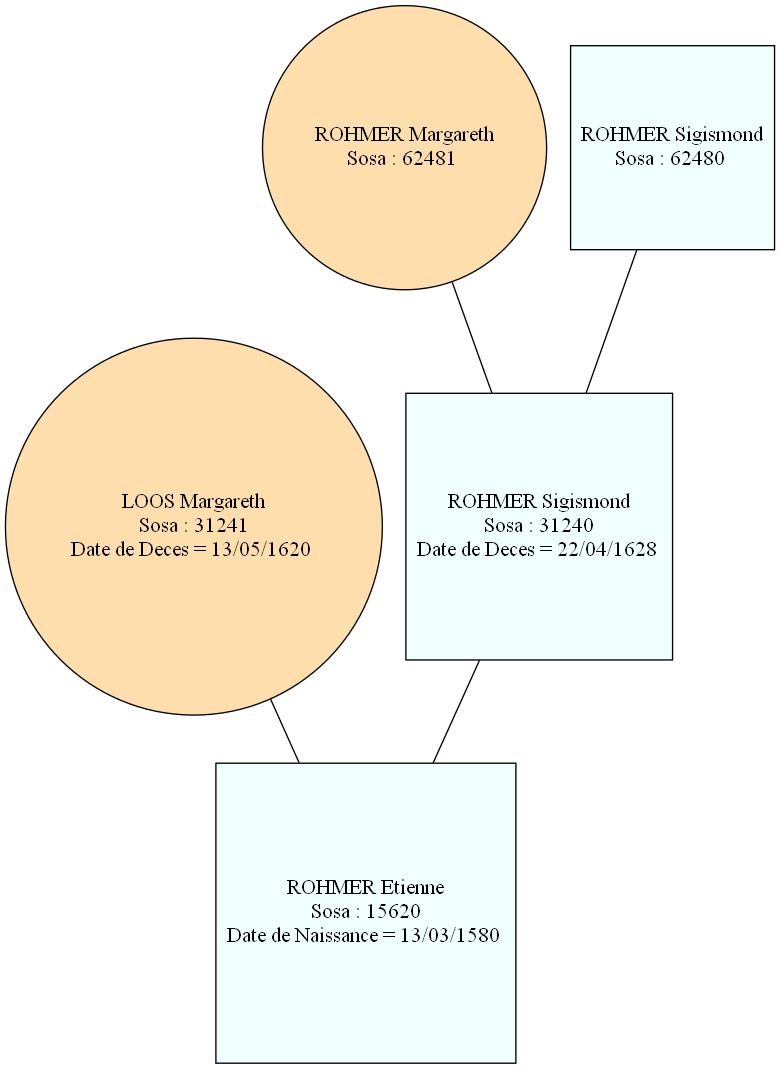 ROHMER Margareth
Sosa : 62481
ROHMER Sigismond
Sosa : 62480
LOOS Margareth
Sosa : 31241
Date de Deces = 13/05/1620
ROHMER Sigismond
Sosa : 31240
Date de Deces = 22/04/1628
ROHMER Etienne
Sosa : 15620
Date de Naissance = 13/03/1580